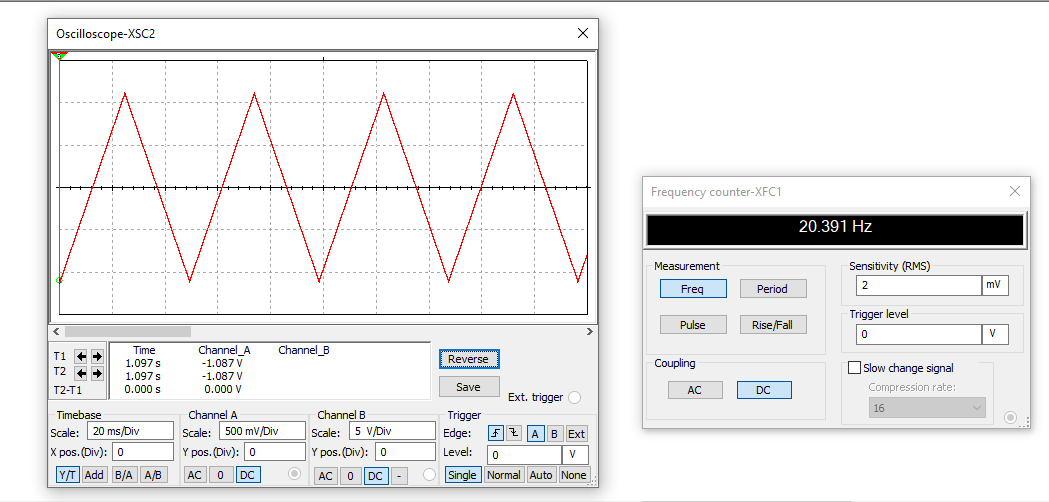 Oscilloscope-XSC2
T1
T2
T2-T1
Time Channel_A Channel_B
1.097 s -1.087 V
1.097 s -1.087 V
0.000 s 0.000 V
Reverse
Save
Ext. trigger
Timebase
Scale: 20 ms/Div
X pos.(Div): 0
Y/T Add B/A A/B
Channel A
Scale: 500 mV/Div
Y pos.(Div): 0
AC 0 DC
Channel B
Scale: 5 V/Div
Y pos.(Div): 0
AC 0 DC -
Trigger
Edge: A B Ext
Level: 0 V
Single Normal Auto None
Frequency counter-XFC1
20.391 Hz
Measurement
Freq Period
Pulse Rise/Fall
Coupling
AC DC
Sensitivity (RMS)
2 mV
Trigger level
0 V
Slow change signal
Compression rate:
16